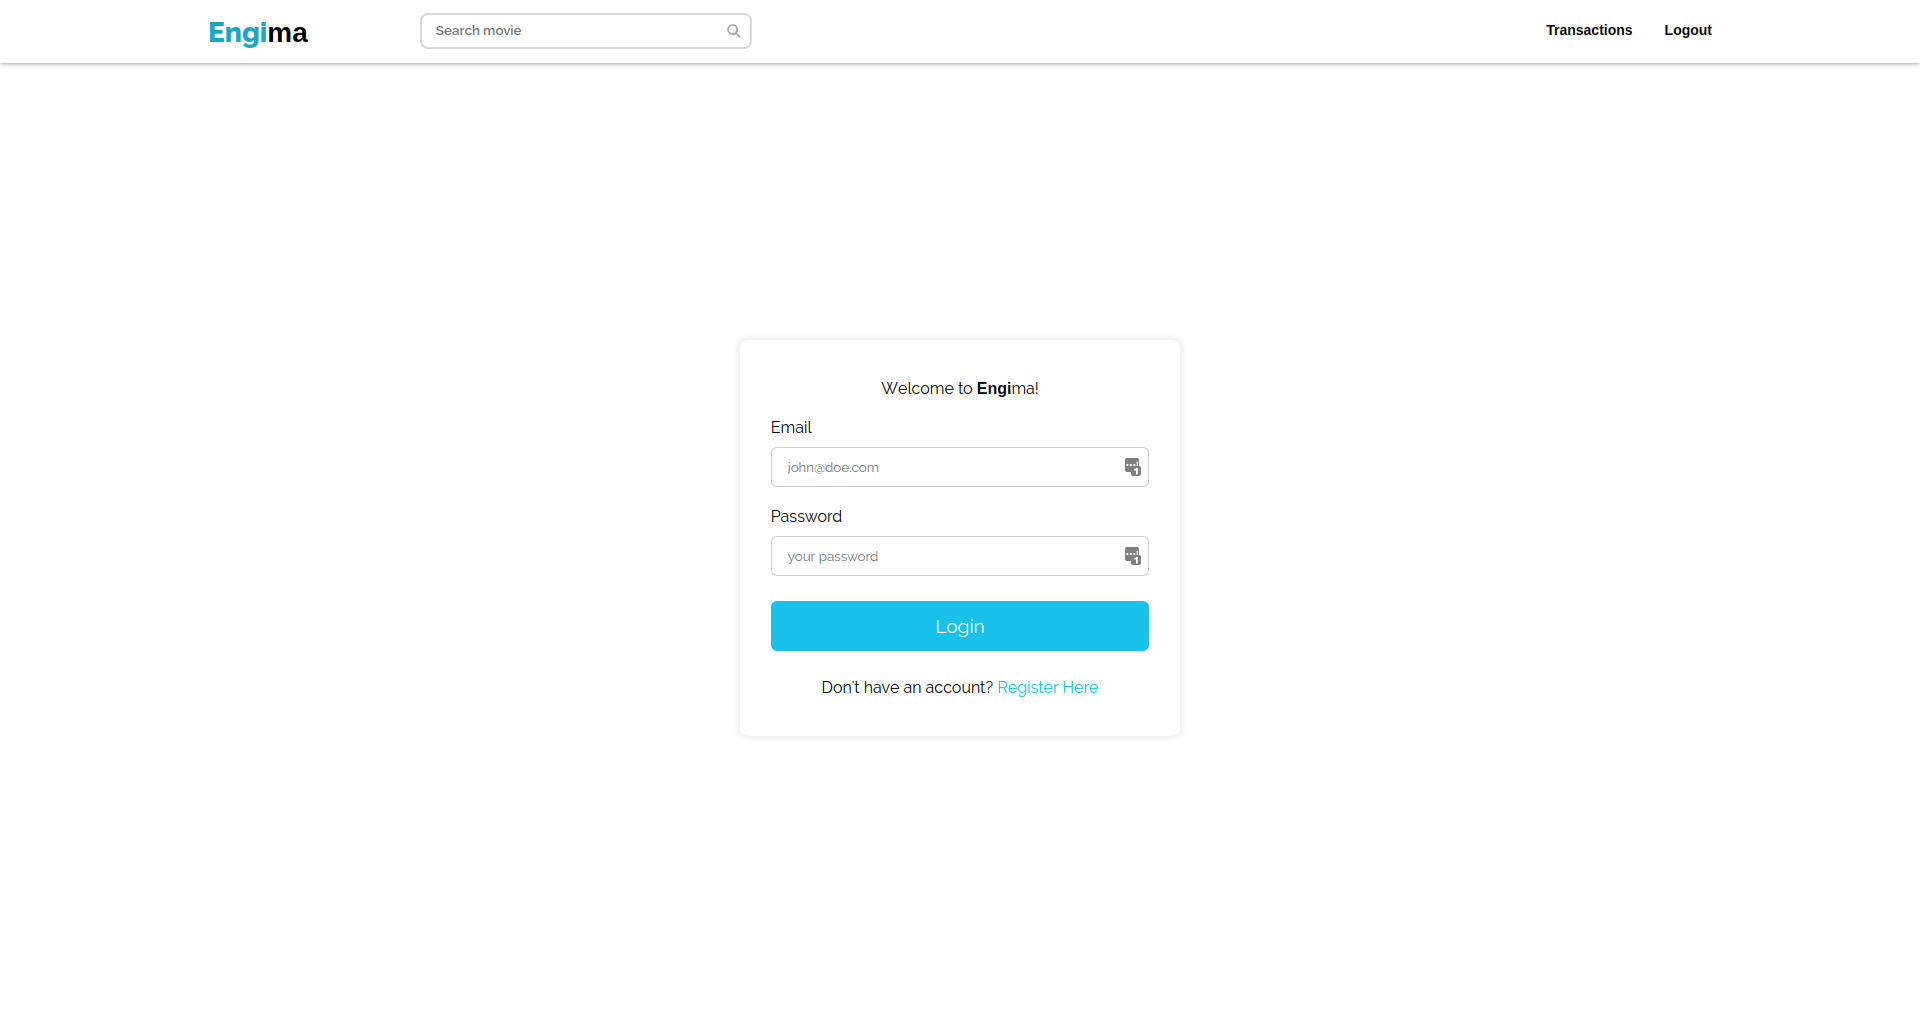 Engima
Search movie
Transactions
Logout
Welcome to Engima!
Email
john@doe.com
Password
your password
Login
Don't have an account? Register Here